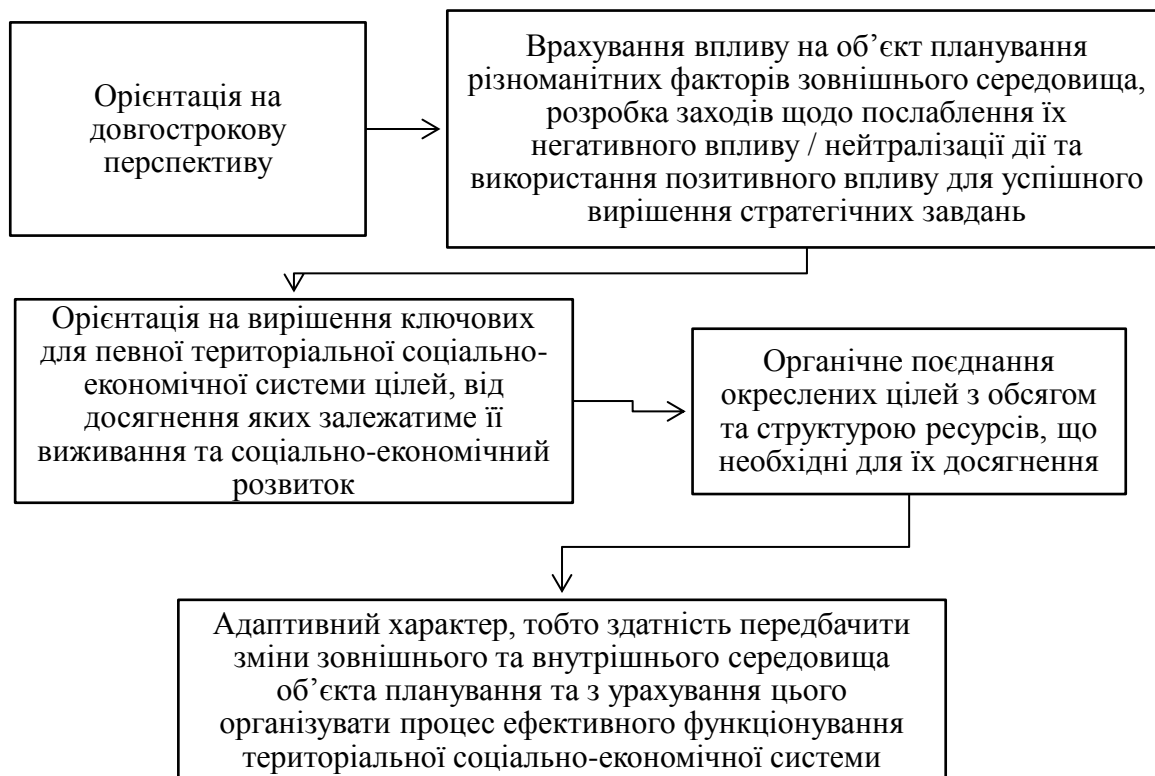 Орієнтація на
довгострокову
перспективу
Врахування впливу на об’єкт планування
різноманітних факторів зовнішнього середовища,
розробка заходів щодо послаблення їх
негативного впливу / нейтралізації дії та
використання позитивного впливу для успішного
вирішення стратегічних завдань
Орієнтація на вирішення ключових
для певної територіальної соціально-
економічної системи цілей, від
досягнення яких залежатиме її
виживання та соціально-економічний
розвиток
Органічне поєднання
окреслених цілей з обсягом
та структурою ресурсів, що
необхідні для їх досягнення
Адаптивний характер, тобто здатність передбачити
зміни зовнішнього та внутрішнього середовища
об’єкта планування та з урахування цього
організувати процес ефективного функціонування
територіальної соціально-економічної системи